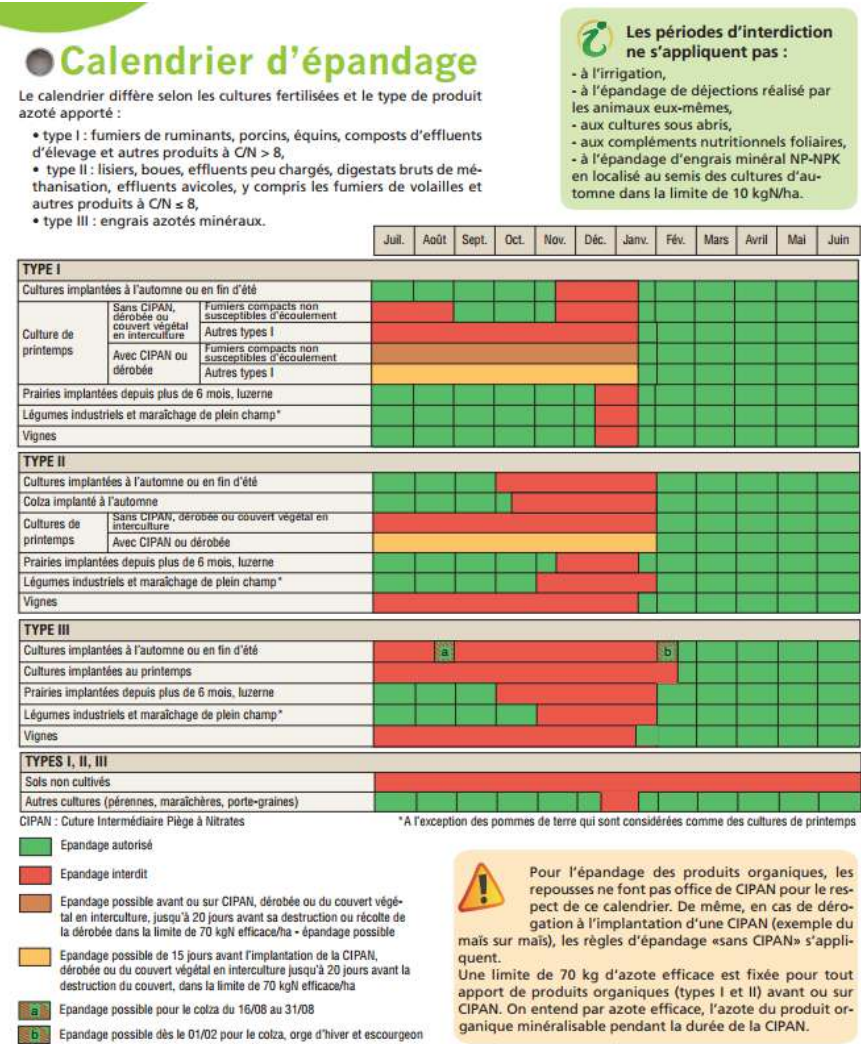 Calendrier d'épandage
Le calendrier diffère selon les cultures fertilisées et le type de produit
azoté apporté :
• type I : fumiers de ruminants, porcins, équins, composts d'effluents
d'élevage et autres produits à C/N > 8,
• type II : lisiers, boues, effluents peu chargés, digestats bruts de mé-
thanisation, effluents avicoles, y compris les fumiers de volailles et
autres produits à C/N ≤ 8,
• type III : engrais azotés minéraux.
i
Les périodes d'interdiction
ne s'appliquent pas :
- à l'irrigation,
- à l'épandage de déjections réalisé par
les animaux eux-mêmes,
- aux cultures sous abris,
- aux compléments nutritionnels foliaires,
- à l'épandage d'engrais minéral NP-NPK
en localisé au semis des cultures d'au-
tomne dans la limite de 10 kgN/ha.
Juil. Août Sept. Oct. Nov. Déc. Janv. Fév. Mars Avril Mai Juin
TYPE I
Cultures implantées à l'automne ou en fin d'été
Culture de
printemps
Sans CIPAN,
dérobée ou
couvert végétal
en interculture
Fumiers compacts non
susceptibles d'écoulement
Autres types I
Avec CIPAN ou
dérobée
Fumiers compacts non
susceptibles d'écoulement
Autres types I
Prairies implantées depuis plus de 6 mois, luzerne
Légumes industriels et maraîchage de plein champ*
Vignes
TYPE II
Cultures implantées à l'automne ou en fin d'été
Colza implanté à l'automne
Cultures de
printemps
Sans CIPAN, dérobée ou couvert végétal en
interculture
Avec CIPAN ou dérobée
Prairies implantées depuis plus de 6 mois, luzerne
Légumes industriels et maraîchage de plein champ*
Vignes
TYPE III
Cultures implantées à l'automne ou en fin d'été
a b
Cultures implantées au printemps
Prairies implantées depuis plus de 6 mois, luzerne
Légumes industriels et maraîchage de plein champ*
Vignes
TYPES I, II, III
Sols non cultivés
Autres cultures (pérennes, maraîchères, porte-graines)
CIPAN : Cuture Intermédiaire Piège à Nitrates
*A l'exception des pommes de terre qui sont considérées comme des cultures de printemps
Epandage autorisé
Epandage interdit
Epandage possible avant ou sur CIPAN, dérobée ou du couvert végé-
tal en interculture, jusqu'à 20 jours avant sa destruction ou récolte de
la dérobée dans la limite de 70 kgN efficace/ha - épandage possible
Epandage possible de 15 jours avant l'implantation de la CIPAN,
dérobée ou du couvert végétal en interculture jusqu'à 20 jours avant la
destruction du couvert, dans la limite de 70 kgN efficace/ha
a Epandage possible pour le colza du 16/08 au 31/08
b Epandage possible dès le 01/02 pour le colza, orge d'hiver et escourgeon
Pour l'épandage des produits organiques, les
repousses ne font pas office de CIPAN pour le res-
pect de ce calendrier. De même, en cas de déro-
gation à l'implantation d'une CIPAN (exemple du
maïs sur maïs), les règles d'épandage «sans CIPAN» s'appli-
quent.
Une limite de 70 kg d'azote efficace est fixée pour tout
apport de produits organiques (types I et II) avant ou sur
CIPAN. On entend par azote efficace, l'azote du produit or-
ganique minéralisable pendant la durée de la CIPAN.